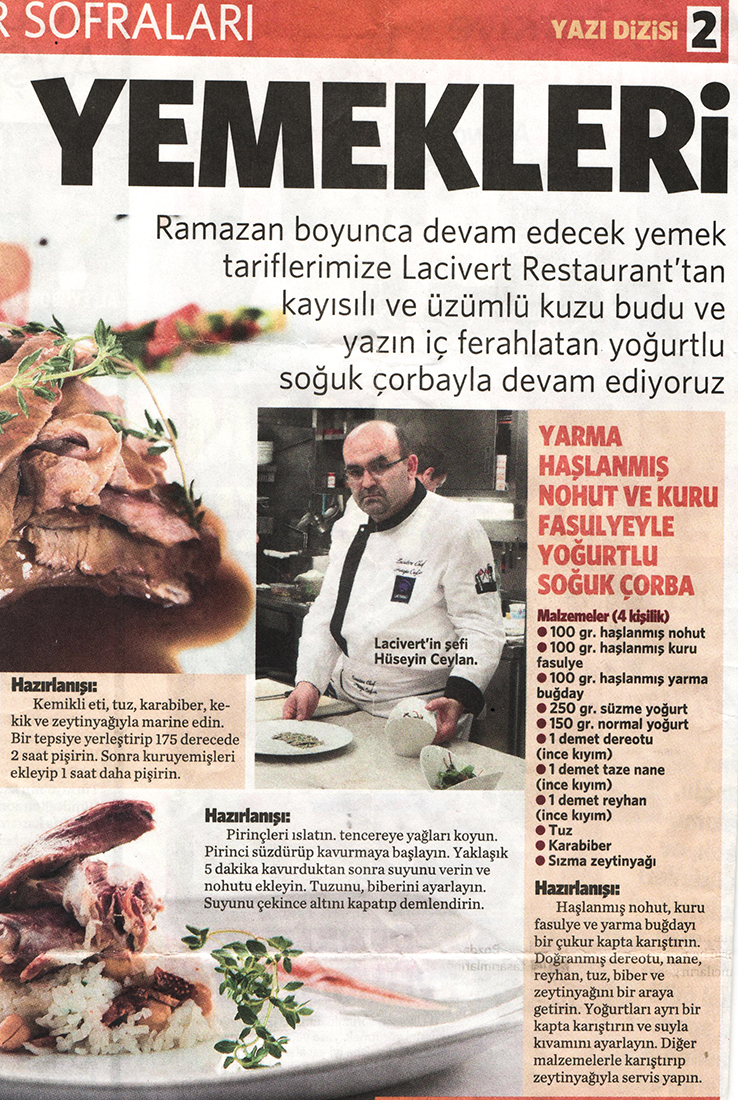 R SOFRALARI
YAZI DİZİSİ 2
YEMEKLERİ
Ramazan boyunca devam edecek yemek
tariflerimize Lacivert Restaurant'tan
kayısılı ve üzümlü kuzu budu ve
yazın iç ferahlatan yoğurtlu
soğuk çorbayla devam ediyoruz
Lacivert'in şefi
Hüseyin Ceylan.
Hazırlanışı:
Kemikli eti, tuz, karabiber, ke-
kik ve zeytinyağıyla marine edin.
Bir tepsiye yerleştirip 175 derecede
2 saat pişirin. Sonra kuruyemişleri
ekleyip 1 saat daha pişirin.
Hazırlanışı:
Pirinçleri ıslatın. tencereye yağları koyun.
Pirinci süzdürüp kavurmaya başlayın. Yaklaşık
5 dakika kavurduktan sonra suyunu verin ve
nohutu ekleyin. Tuzunu, biberini ayarlayın.
Suyunu çekince altını kapatıp demlendirin.
YARMA
HAŞLANMIŞ
NOHUT VE KURU
FASULYEYLE
YOĞURTLU
SOĞUK ÇORBA
Malzemeler (4 kişilik)
● 100 gr. haşlanmış nohut
● 100 gr. haşlanmış kuru
fasulye
● 100 gr. haşlanmış yarma
buğday
● 250 gr. süzme yoğurt
● 150 gr. normal yoğurt
● 1 demet dereotu
(ince kıyım)
● 1 demet taze nane
(ince kıyım)
● 1 demet reyhan
(ince kıyım)
● Tuz
● Karabiber
● Sızma zeytinyağı
Hazırlanışı:
Haşlanmış nohut, kuru
fasulye ve yarma buğdayı
bir çukur kapta karıştırın.
Doğranmış dereotu, nane,
reyhan, tuz, biber ve
zeytinyağını bir araya
getirin. Yoğurtları ayrı bir
kapta karıştırın ve suyla
kıvamını ayarlayın. Diğer
malzemelerle karıştırıp
zeytinyağıyla servis yapın.